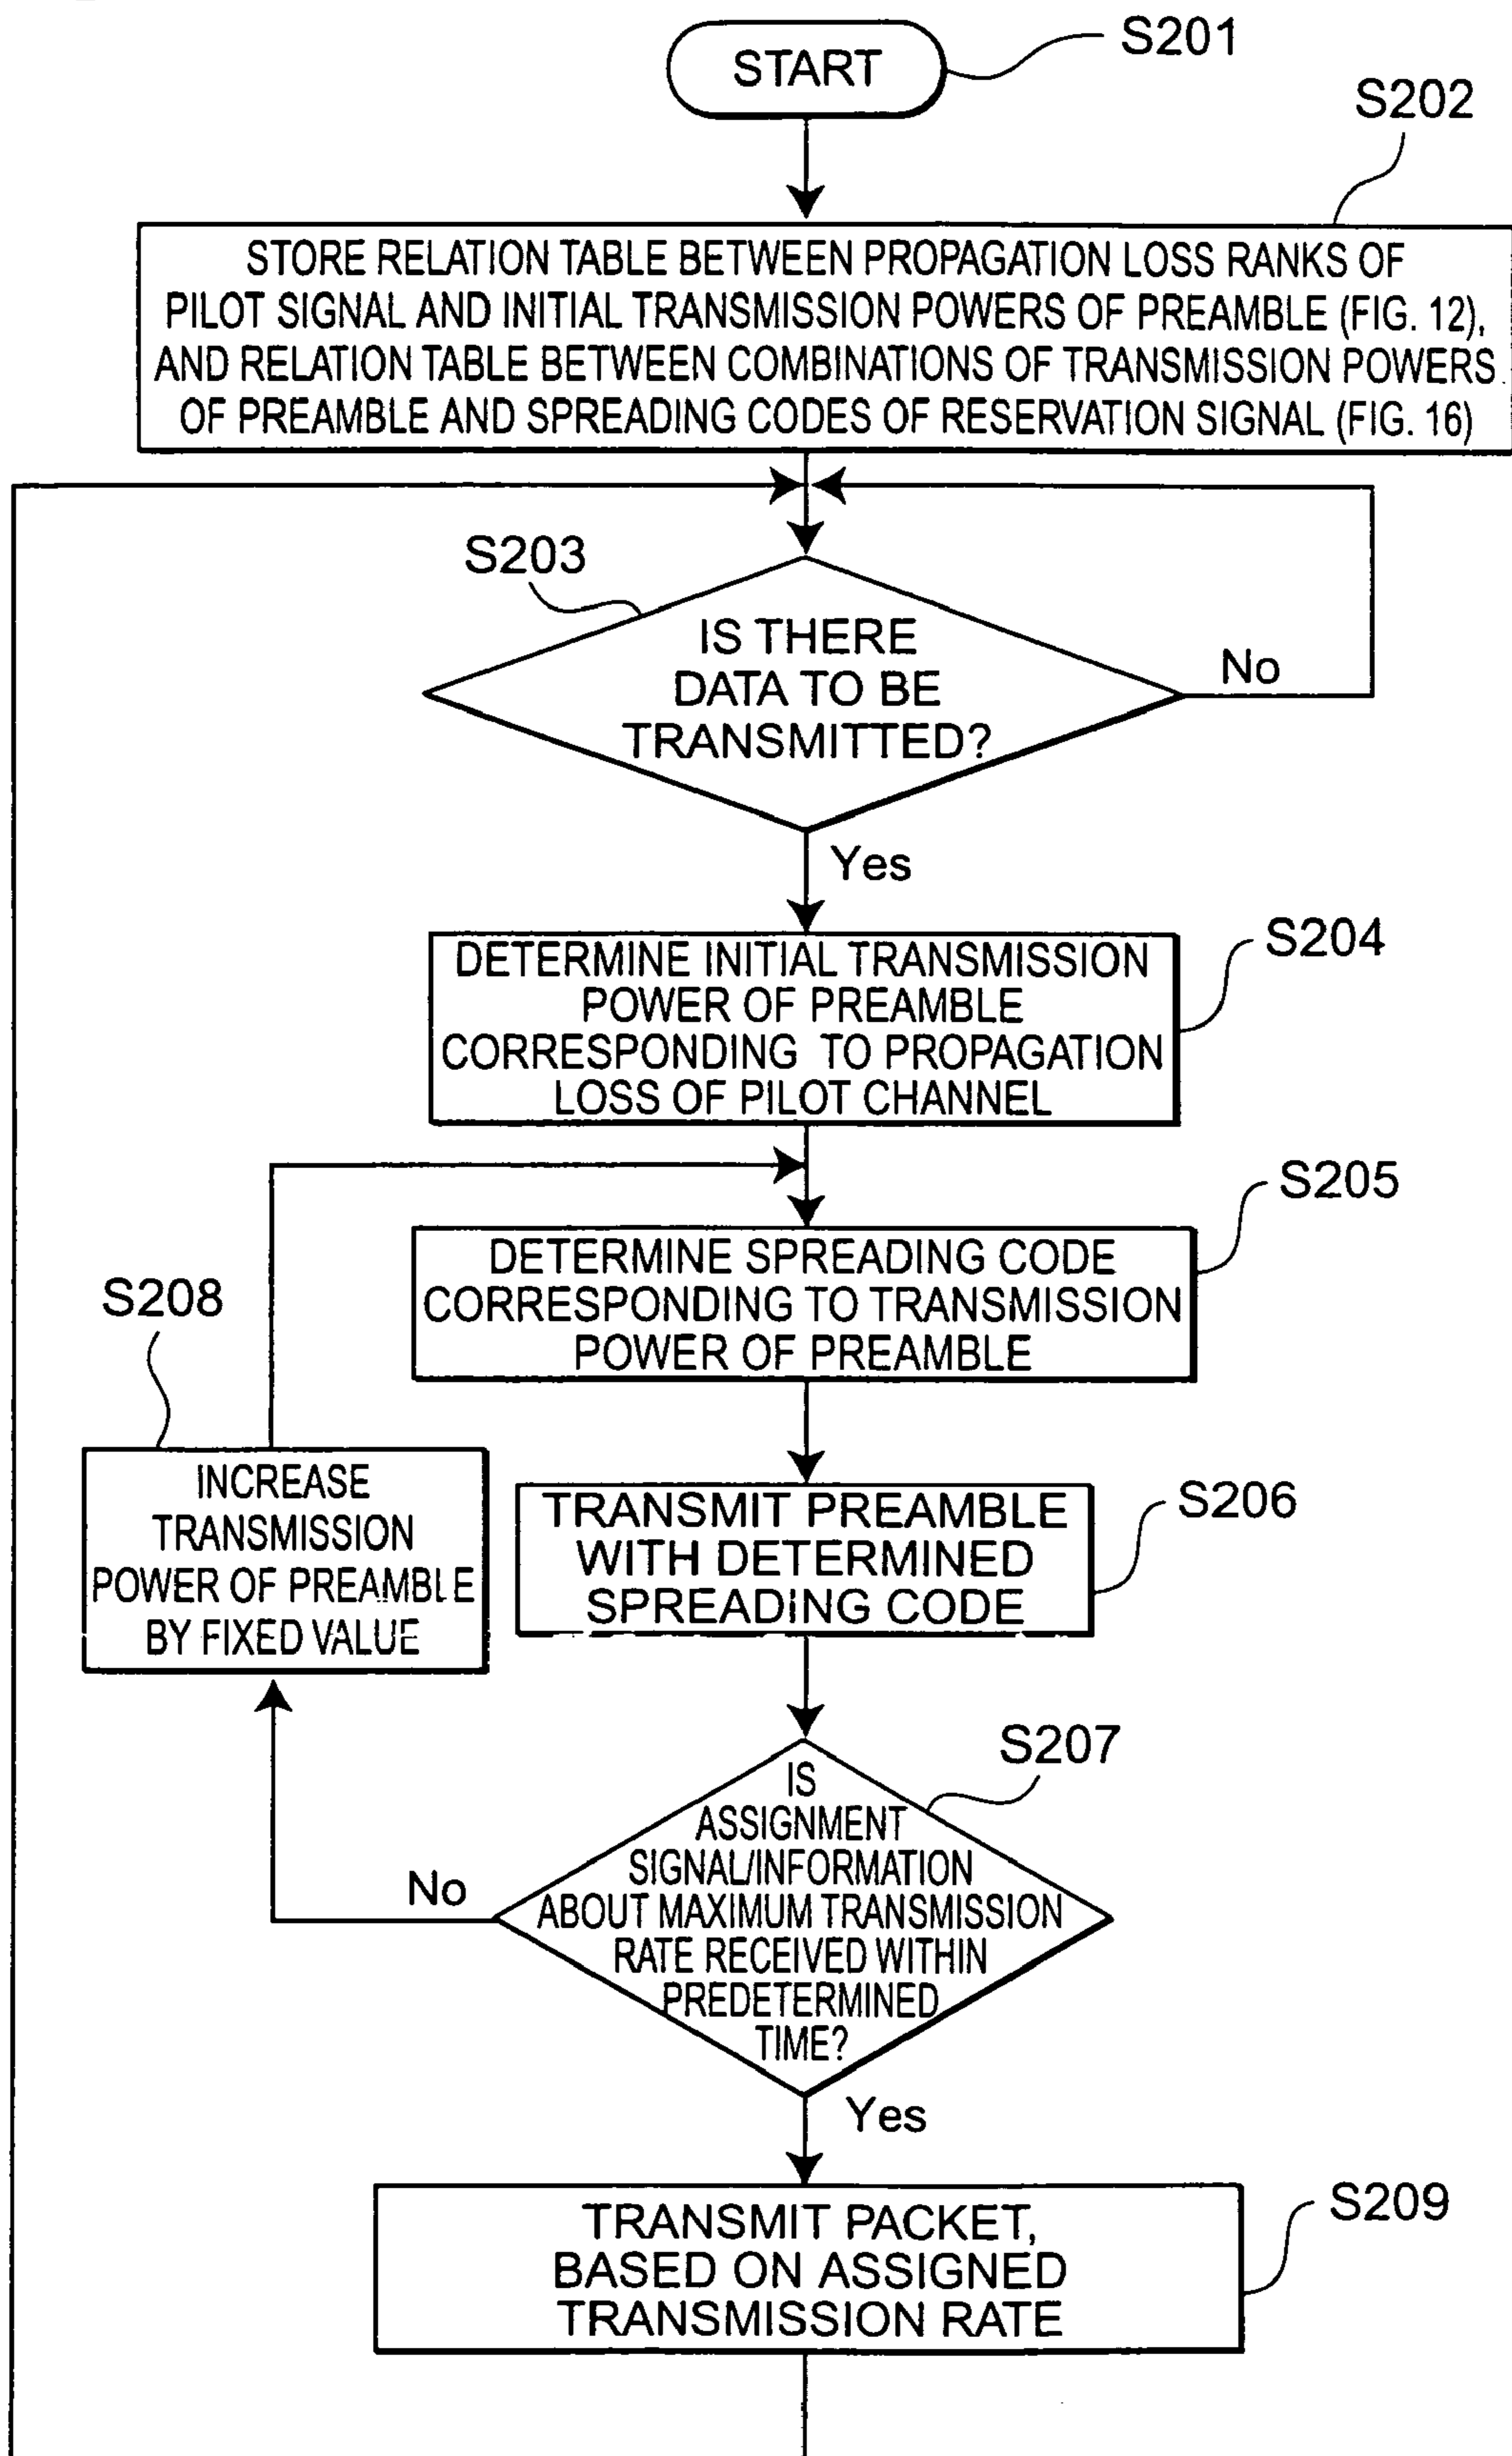 START
S201
S202
STORE RELATION TABLE BETWEEN PROPAGATION LOSS RANKS OF
PILOT SIGNAL AND INITIAL TRANSMISSION POWERS OF PREAMBLE (FIG. 12),
AND RELATION TABLE BETWEEN COMBINATIONS OF TRANSMISSION POWERS
OF PREAMBLE AND SPREADING CODES OF RESERVATION SIGNAL (FIG. 16)
S203
IS THERE
DATA TO BE
TRANSMITTED?
No
Yes
S204
DETERMINE INITIAL TRANSMISSION
POWER OF PREAMBLE
CORRESPONDING TO PROPAGATION
LOSS OF PILOT CHANNEL
S205
DETERMINE SPREADING CODE
CORRESPONDING TO TRANSMISSION
POWER OF PREAMBLE
S208
INCREASE
TRANSMISSION
POWER OF PREAMBLE
BY FIXED VALUE
S206
TRANSMIT PREAMBLE
WITH DETERMINED
SPREADING CODE
S207
IS
ASSIGNMENT
SIGNAL/INFORMATION
ABOUT MAXIMUM TRANSMISSION
RATE RECEIVED WITHIN
PREDETERMINED
TIME?
No
Yes
S209
TRANSMIT PACKET,
BASED ON ASSIGNED
TRANSMISSION RATE